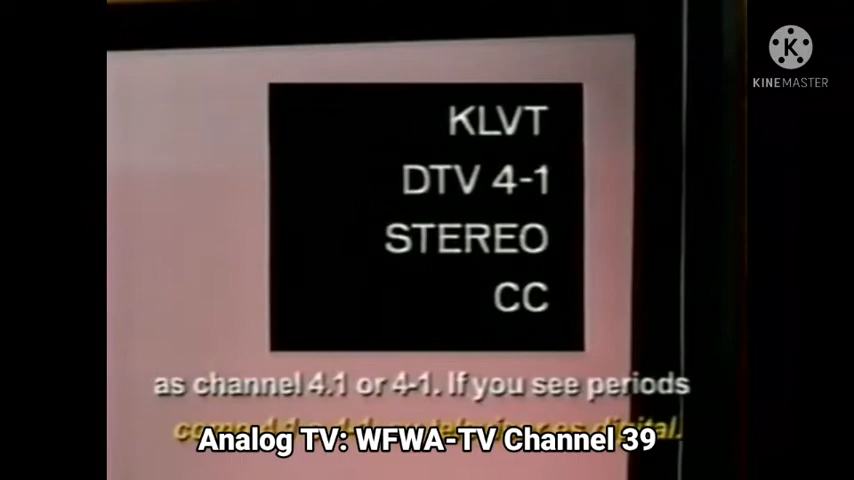 K
KINEMASTER
KLVT
DTV 4-1
STEREO
CC
as channel 4.1 or 4-1. If you see periods
Analog TV: WFWA-TV Channel 39